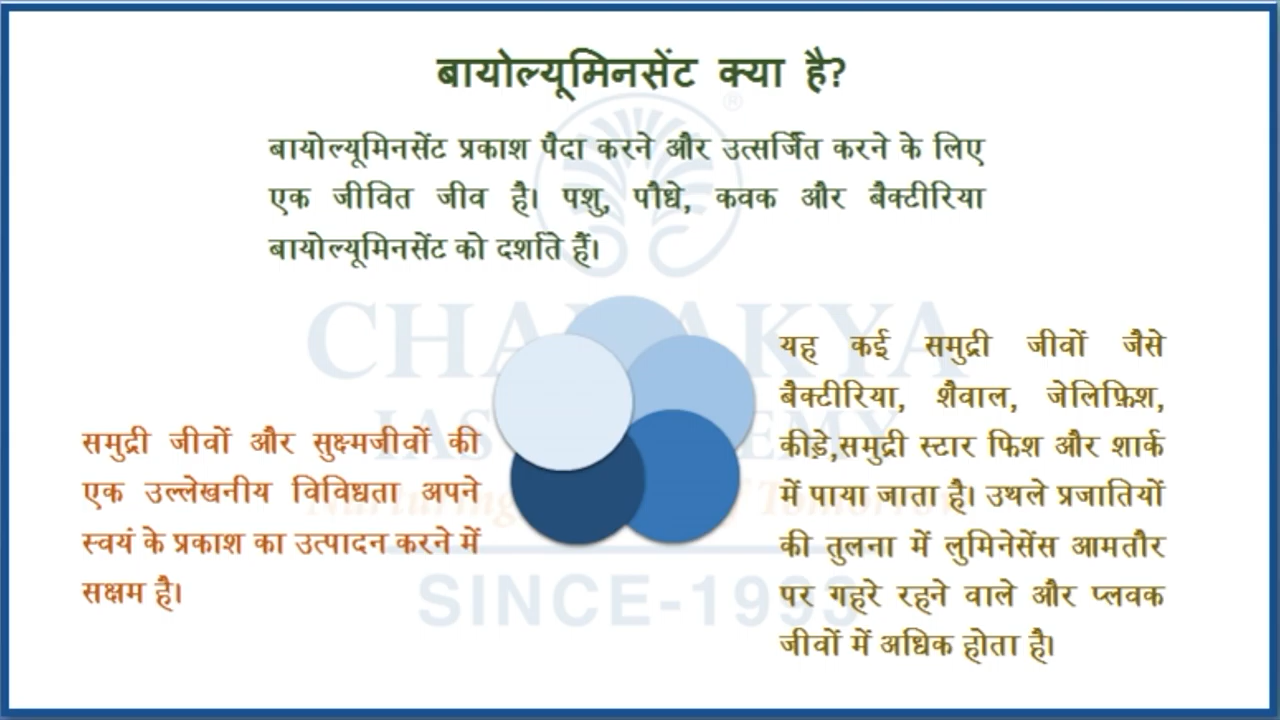 बायोल्यूमिनसेंट क्या है?
बायोल्यूमिनसेंट प्रकाश पैदा करने और उत्सर्जित करने के लिए
एक जीवित जीव है। पशु, पौधे, कवक और बैक्टीरिया
बायोल्यूमिनसेंट को दर्शाते हैं।
समुद्री जीवों और सुक्ष्मजीवों की
एक उल्लेखनीय विविधता अपने
स्वयं के प्रकाश का उत्पादन करने में
सक्षम है।
यह कई समुद्री जीवों जैसे
बैक्टीरिया, शैवाल, जेलिफ़िश,
कीड़े,समुद्री स्टार फिश और शार्क
में पाया जाता है। उथले प्रजातियों
की तुलना में लुमिनेसेंस आमतौर
पर गहरे रहने वाले और प्लवक
जीवों में अधिक होता है।
SINCE-1993